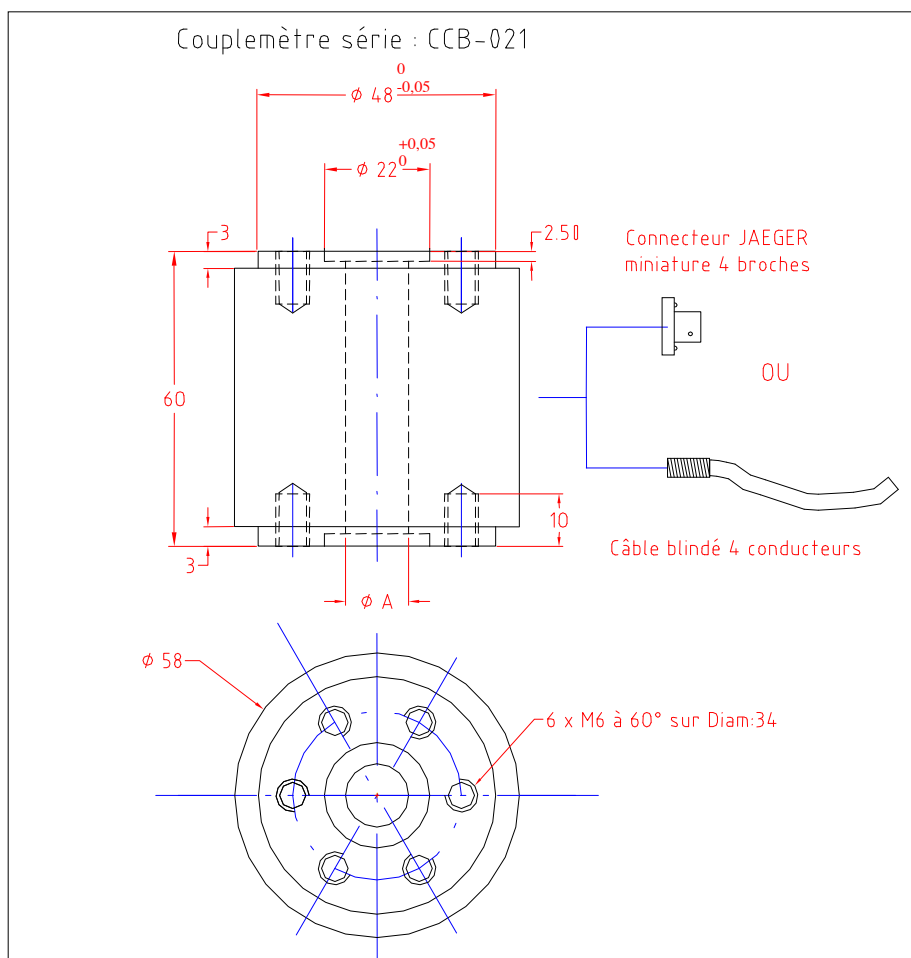 Couplemètre série : CCB-021
0
ϕ 48 -0,05
+0,05
ϕ 22 0
3
2.50
Connecteur JAEGER
miniature 4 broches
OU
60
10
Câble blindé 4 conducteurs
3
ϕ A
ϕ 58
6 x M6 à 60° sur Diam:34